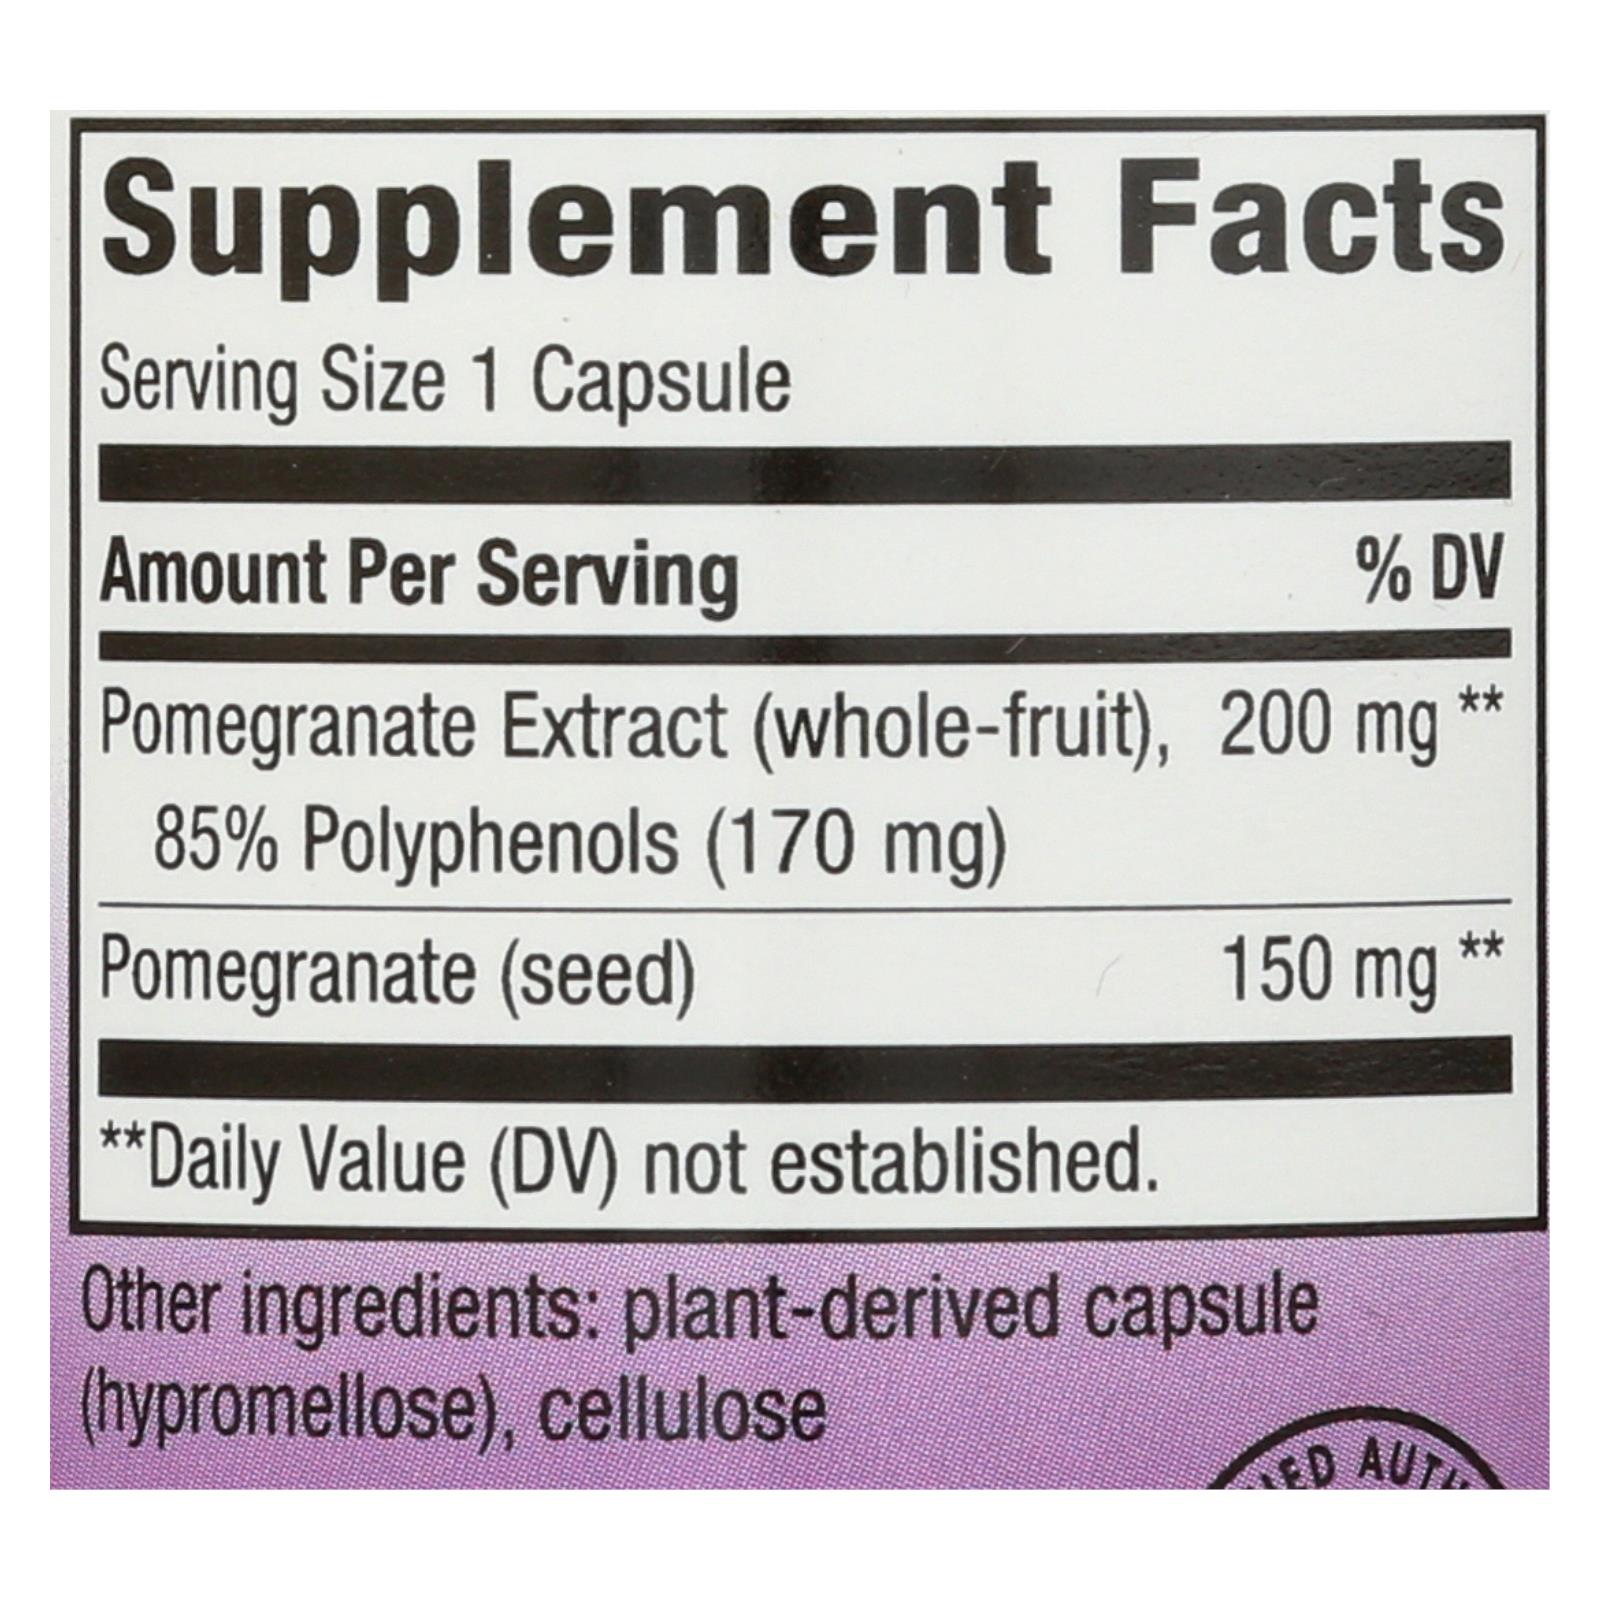 Supplement Facts
Serving Size 1 Capsule
Amount Per Serving % DV
Pomegranate Extract (whole-fruit), 200 mg **
85% Polyphenols (170 mg)
Pomegranate (seed) 150 mg **
**Daily Value (DV) not established.
Other ingredients: plant-derived capsule
(hypromellose), cellulose